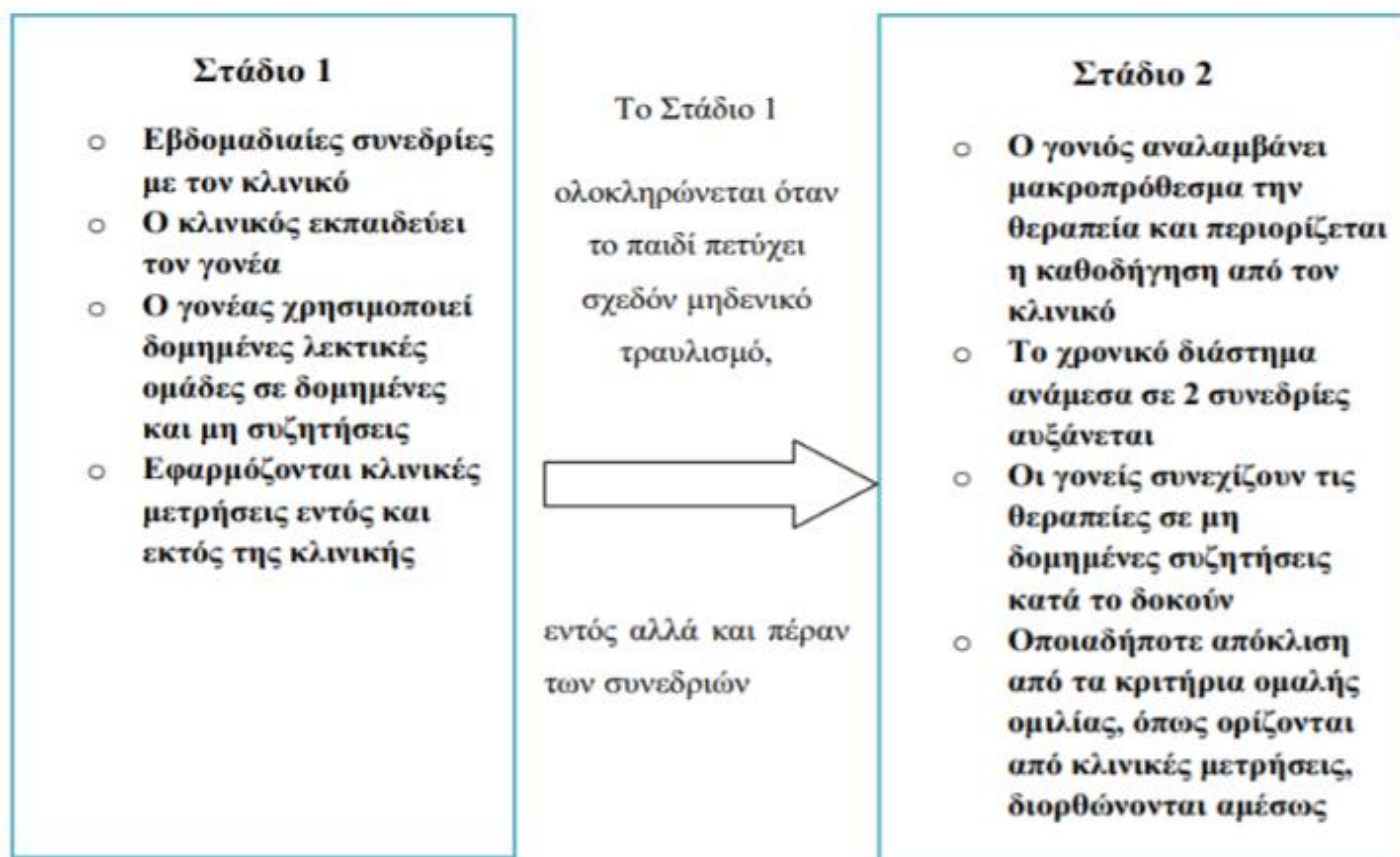 Στάδιο 1
o Εβδομαδιαίες συνεδρίες
με τον κλινικό
o Ο κλινικός εκπαιδεύει
τον γονέα
o Ο γονέας χρησιμοποιεί
δομημένες λεκτικές
ομάδες σε δομημένες
και μη συζητήσεις
o Εφαρμόζονται κλινικές
μετρήσεις εντός και
εκτός της κλινικής
Το Στάδιο 1
ολοκληρώνεται όταν
το παιδί πετύχει
σχεδόν μηδενικό
τραυλισμό,
εντός αλλά και πέραν
των συνεδριών
Στάδιο 2
o Ο γονιός αναλαμβάνει
μακροπρόθεσμα την
θεραπεία και περιορίζεται
η καθοδήγηση από τον
κλινικό
o Το χρονικό διάστημα
ανάμεσα σε 2 συνεδρίες
αυξάνεται
o Οι γονείς συνεχίζουν τις
θεραπείες σε μη
δομημένες συζητήσεις
κατά το δοκούν
o Οποιαδήποτε απόκλιση
από τα κριτήρια ομαλής
ομιλίας, όπως ορίζονται
από κλινικές μετρήσεις,
διορθώνονται αμέσως